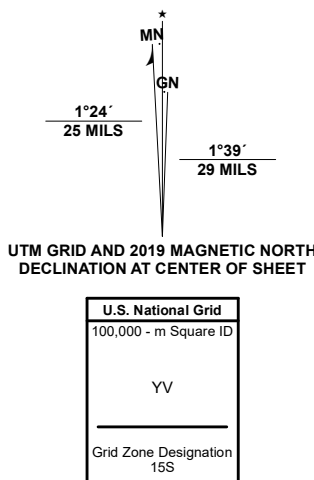 MN
GN
1°24´
25 MILS
1°39´
29 MILS
UTM GRID AND 2019 MAGNETIC NORTH
DECLINATION AT CENTER OF SHEET
U.S. National Grid
100,000 - m Square ID
YV
Grid Zone Designation
15S